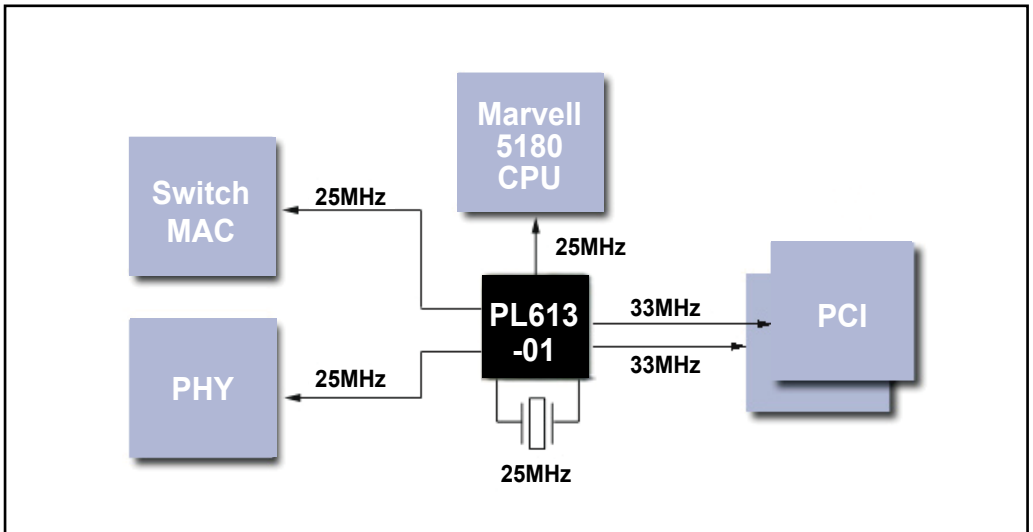 Marvell
5180
CPU
Switch
MAC
25MHz
25MHz
PL613
-01
33MHz
33MHz
PCI
PHY
25MHz
25MHz